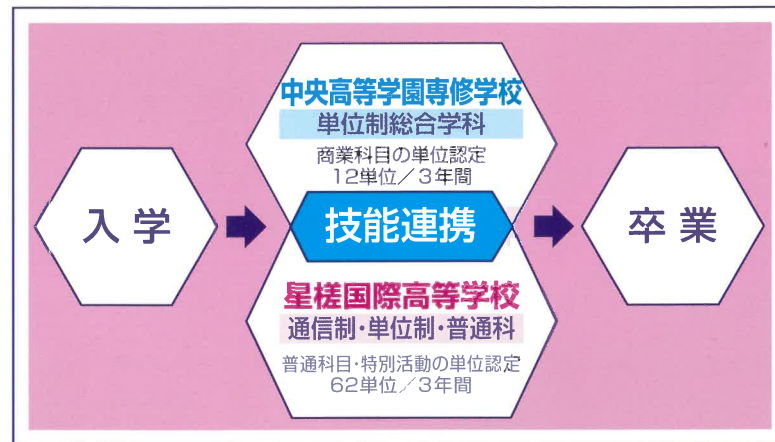 中央高等学園専修学校
単位制総合学科
商業科目の単位認定
12単位/3年間
入学
技能連携
卒業
星槎国際高等学校
通信制・単位制・普通科
普通科目・特別活動の単位認定
62単位/3年間